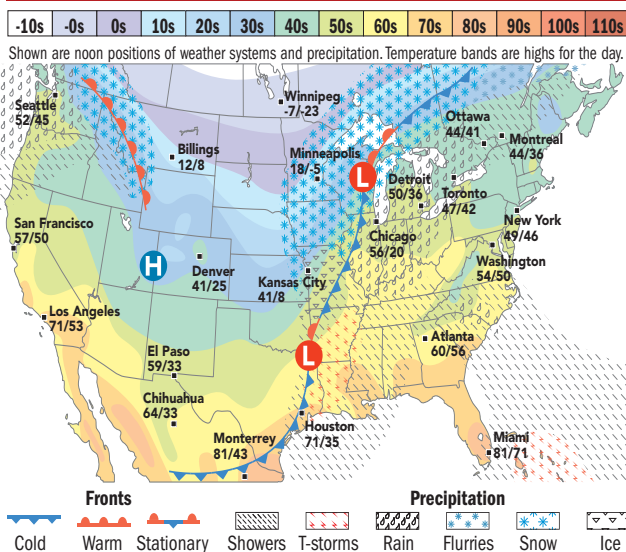 -10s -0s 0s 10s 20s 30s 40s 50s 60s 70s 80s 90s 100s 110s
Shown are noon positions of weather systems and precipitation. Temperature bands are highs for the day.
Seattle
52/45
Winnipeg
-7/-23
Billings
12/8
Minneapolis
18/-5
Ottawa
44/41
Montreal
44/36
L
Detroit
50/36
Toronto
47/42
San Francisco
57/50
New York
49/46
Chicago
56/20
Washington
54/50
H
Denver
41/25
Kansas City
41/8
Los Angeles
71/53
Atlanta
60/56
El Paso
59/33
L
Chihuahua
64/33
Houston
71/35
Monterrey
81/43
Miami
81/71
Fronts
Precipitation
Cold Warm Stationary Showers T-storms Rain Flurries Snow Ice